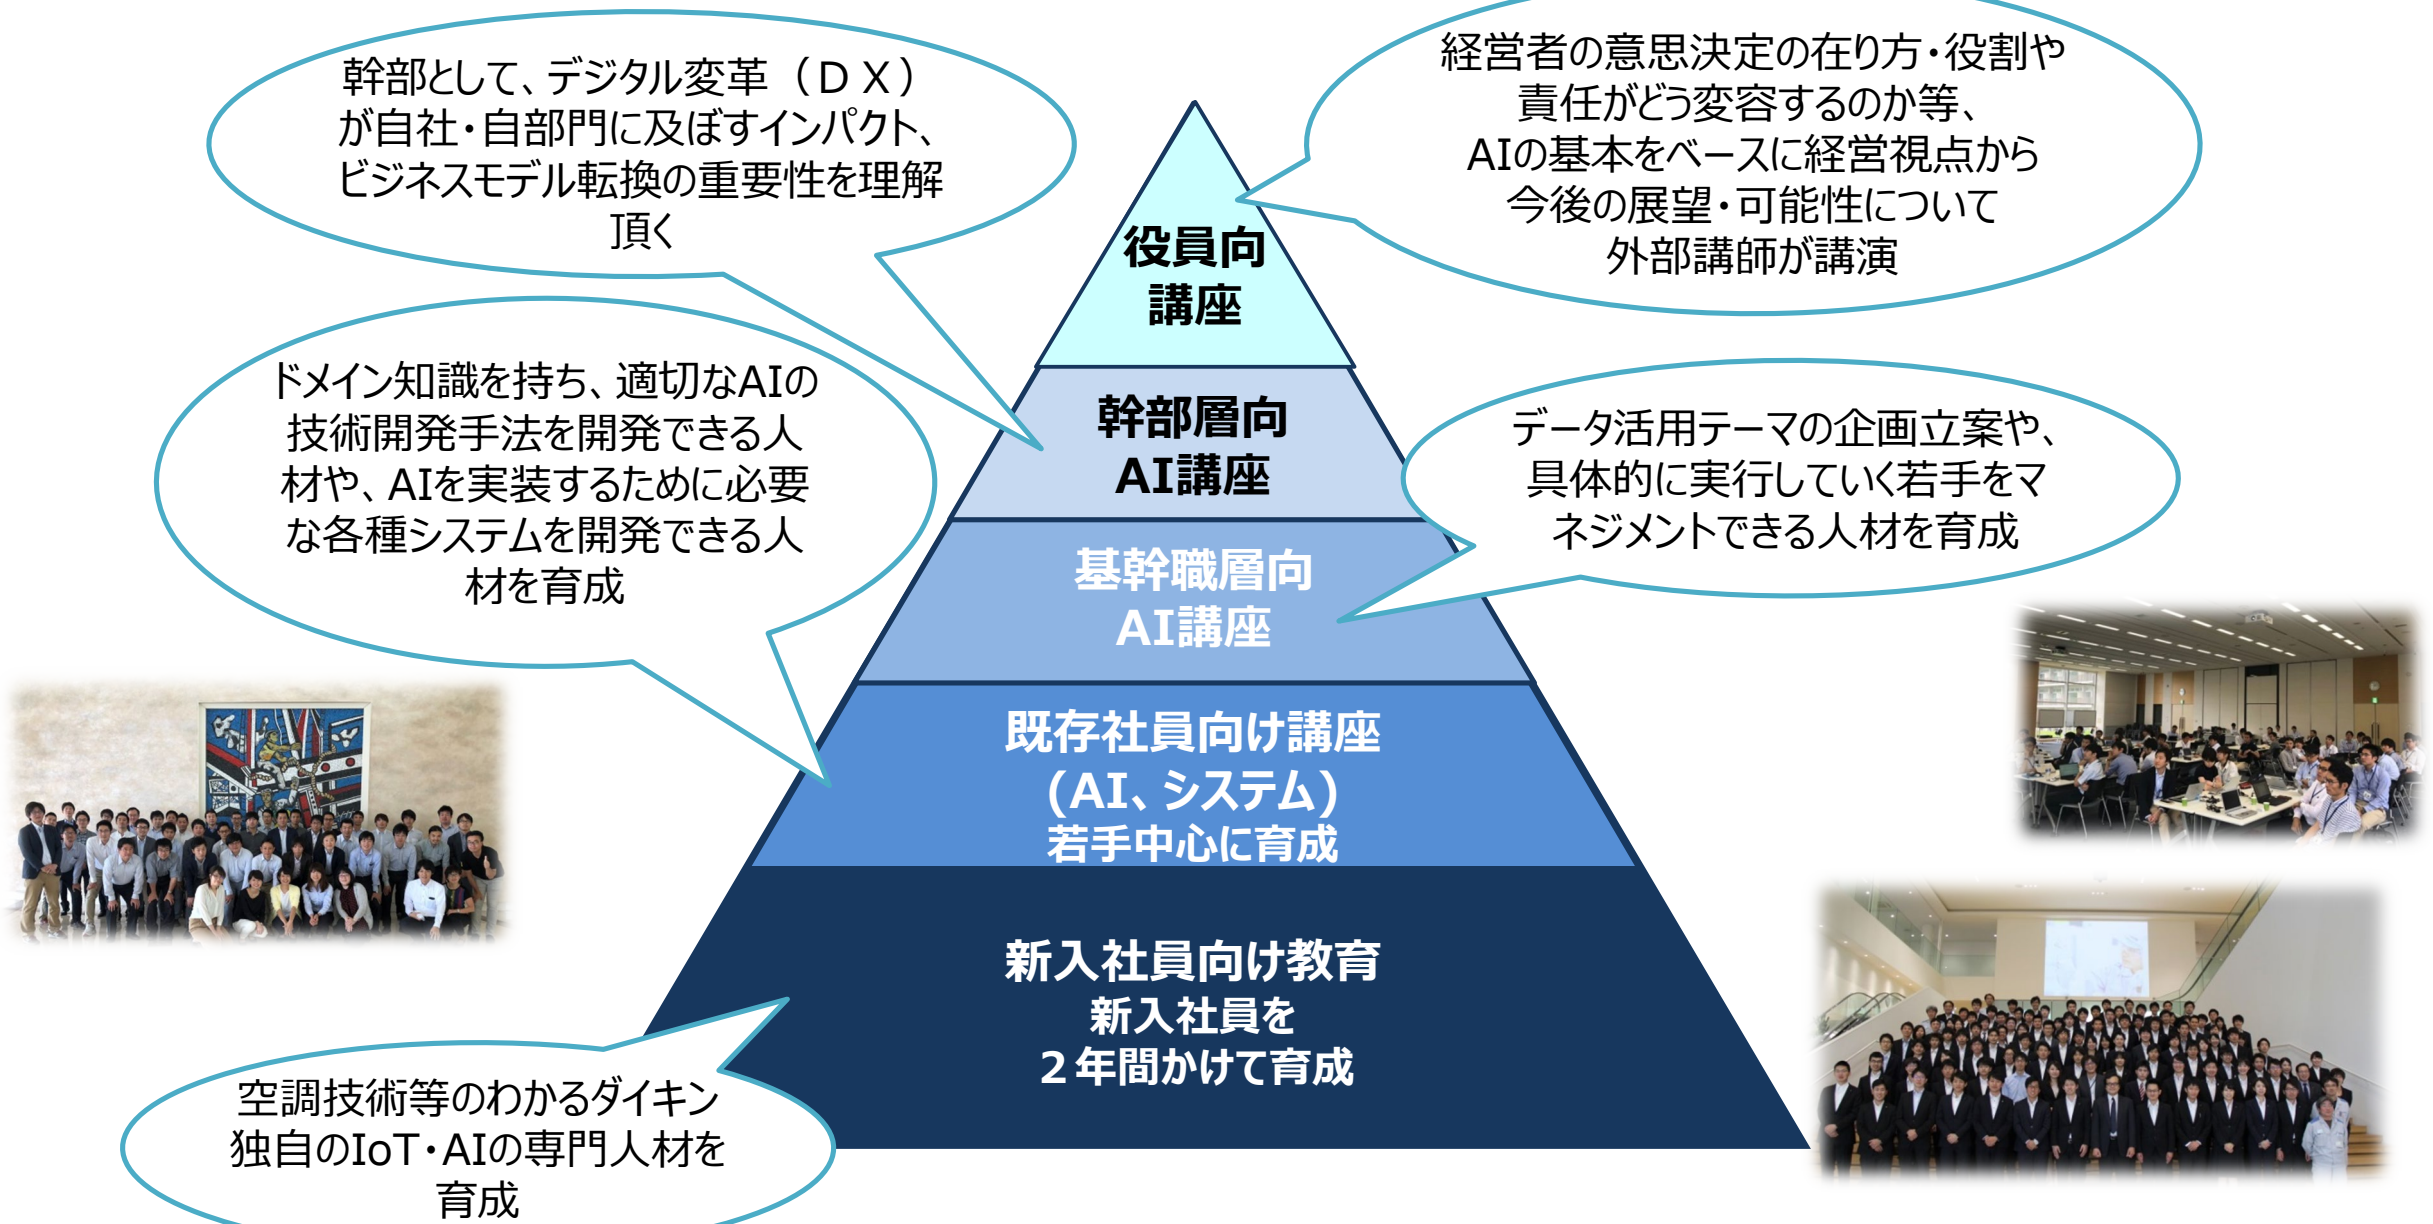 幹部として、デジタル変革（ＤＸ）
が自社・自部門に及ぼすインパクト、
ビジネスモデル転換の重要性を理解
頂く
経営者の意思決定の在り方・役割や
責任がどう変容するのか等、
AIの基本をベースに経営視点から
今後の展望・可能性について
外部講師が講演
役員向
講座
ドメイン知識を持ち、適切なAIの
技術開発手法を開発できる人
材や、AIを実装するために必要
な各種システムを開発できる人
材を育成
幹部層向
AI講座
データ活用テーマの企画立案や、
具体的に実行していく若手をマ
ネジメントできる人材を育成
基幹職層向
AI講座
既存社員向け講座
(AI、システム)
若手中心に育成
新入社員向け教育
新入社員を
２年間かけて育成
空調技術等のわかるダイキン
独自のIoT・AIの専門人材を
育成